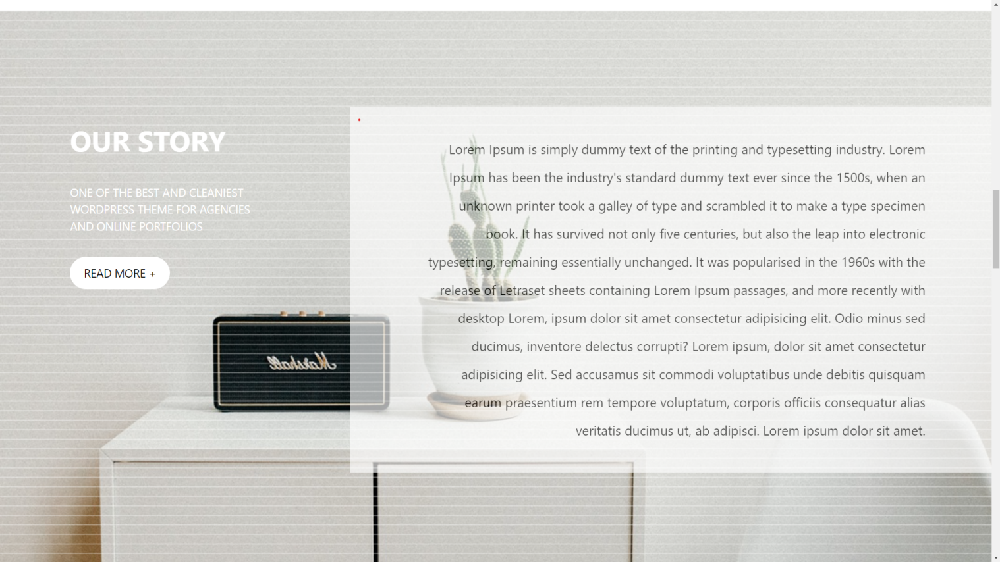 OUR STORY
ONE OF THE BEST AND CLEANIEST
WORDPRESS THEME FOR AGENCIES
AND ONLINE PORTFOLIOS
READ MORE +
Marshall
Lorem Ipsum is simply dummy text of the printing and typesetting industry. Lorem
Ipsum has been the industry's standard dummy text ever since the 1500s, when an
unknown printer took a galley of type and scrambled it to make a type specimen
book. It has survived not only five centuries, but also the leap into electronic
typesetting, remaining essentially unchanged. It was popularised in the 1960s with the
release of Letraset sheets containing Lorem Ipsum passages, and more recently with
desktop Lorem, ipsum dolor sit amet consectetur adipisicing elit. Odio minus sed
ducimus, inventore delectus corrupti? Lorem ipsum, dolor sit amet consectetur
adipisicing elit. Sed accusamus sit commodi voluptatibus unde debitis quisquam
earum praesentium rem tempore voluptatum, corporis officiis consequatur alias
veritatis ducimus ut, ab adipisci. Lorem ipsum dolor sit amet.